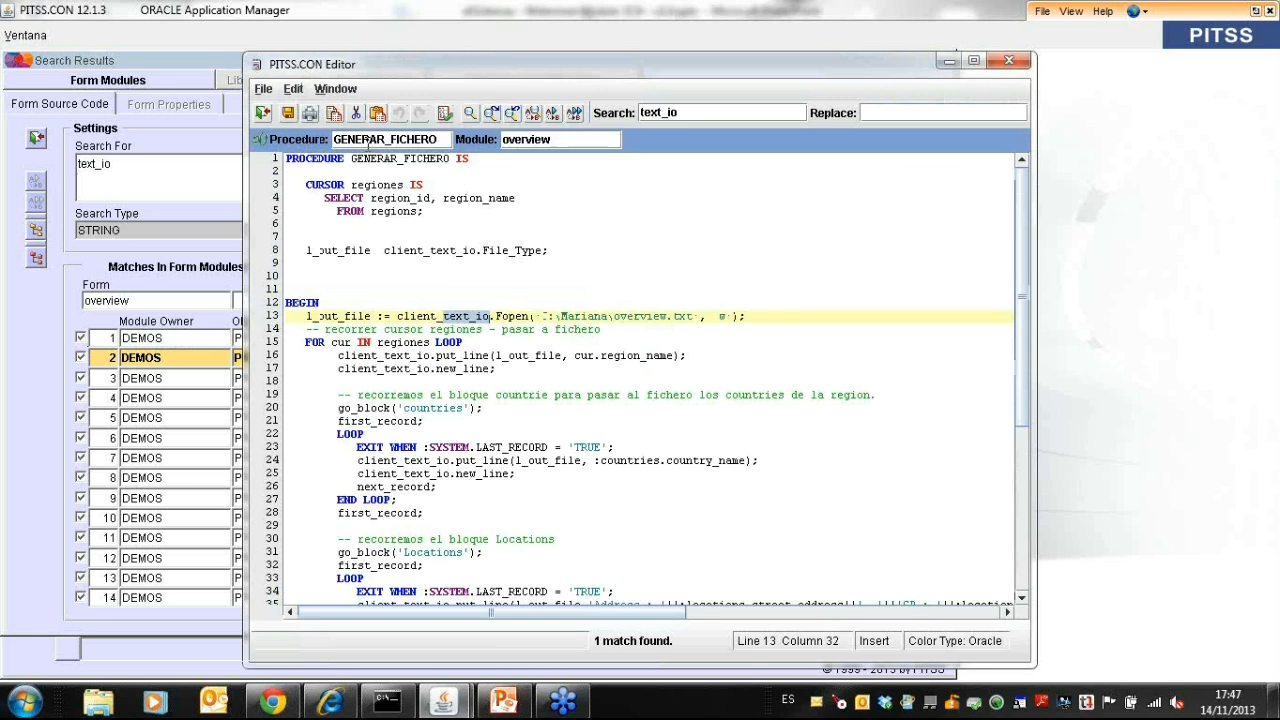 PITSS.CON 12.1.3 ORACLE Application Manager
File View Help
Ventana
PITSS
Search Results
Form Modules
Lib
Form Source Code Form Properties
Settings
Search For
text_io
Search Type
STRING
Matches In Form Modules
Form
overview
Module Owner
1 DEMOS
2 DEMOS
3 DEMOS
4 DEMOS
5 DEMOS
6 DEMOS
7 DEMOS
8 DEMOS
9 DEMOS
10 DEMOS
11 DEMOS
12 DEMOS
13 DEMOS
14 DEMOS
PITSS.CON Editor
File Edit Window
Search: text_io Replace:
Procedure: GENERAR_FICHERO Module: overview
1 PROCEDURE GENERAR_FICHERO IS
2
3 CURSOR regiones IS
4 SELECT region_id, region_name
5 FROM regions;
6
7
8 l_out_file client_text_io.File_Type;
9
10
11
12 BEGIN
13 l_out_file := client_text_io.Fopen( :\Mariana\overview.txt , w );
14 -- recorrer cursor regiones - pasar a fichero
15 FOR cur IN regiones LOOP
16 client_text_io.put_line(l_out_file, cur.region_name);
17 client_text_io.new_line;
18
19 -- recorremos el bloque countrie para pasar al fichero los countries de la region.
20 go_block('countries');
21 first_record;
22 LOOP
23 EXIT WHEN :SYSTEM.LAST_RECORD = 'TRUE';
24 client_text_io.put_line(l_out_file, :countries.country_name);
25 client_text_io.new_line;
26 next_record;
27 END LOOP;
28 first_record;
29
30 -- recorremos el bloque Locations
31 go_block('Locations');
32 first_record;
33 LOOP
34 EXIT WHEN :SYSTEM.LAST_RECORD = 'TRUE';
1 match found. Line 13 Column 32 Insert Color Type: Oracle
ES
17:47
14/11/2013